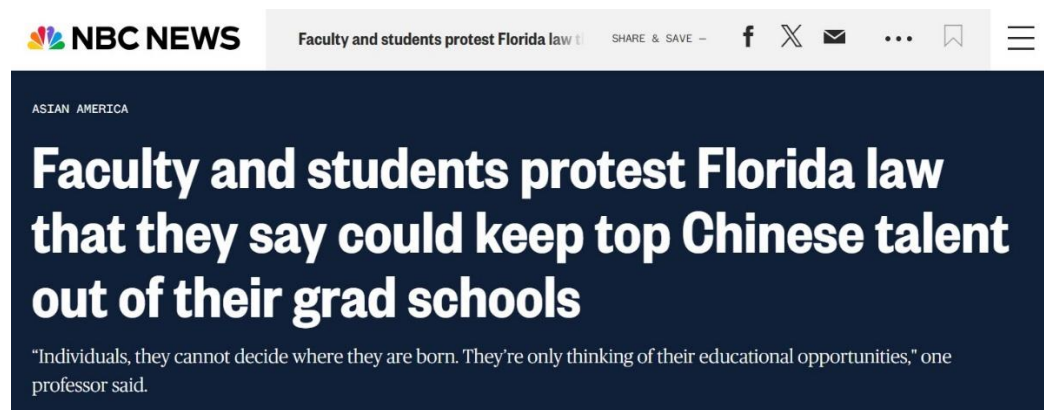 NBC NEWS
Faculty and students protest Florida law
SHARE & SAVE –
ASIAN AMERICA
Faculty and students protest Florida law
that they say could keep top Chinese talent
out of their grad schools
“Individuals, they cannot decide where they are born. They’re only thinking of their educational opportunities," one
professor said.